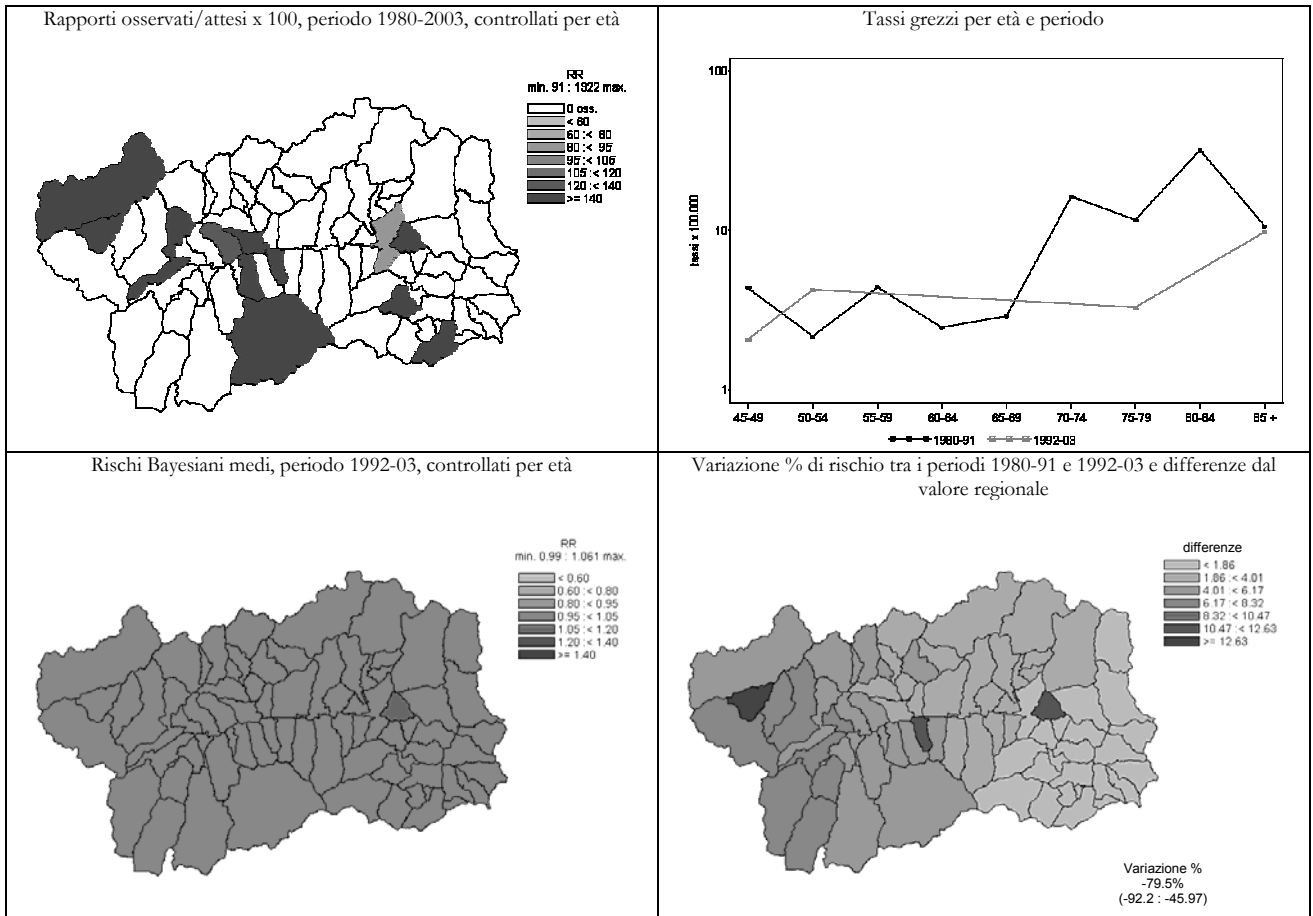 Rapporti osservati/attesi x 100, periodo 1980-2003, controllati per età
RR
min. 91 : 1922 max.
0 oss.
< 60
60 :< 80
80 :< 95
95 :< 105
105 :< 120
120 :< 140
>= 140
Tassi grezzi per età e periodo
tassi x 100.000
100
10
1
45-49 50-54 55-59 60-64 65-69 70-74 75-79 80-84 85 +
1980-91 1992-03
Rischi Bayesiani medi, periodo 1992-03, controllati per età
RR
min. 0.99 : 1.061 max.
< 0.60
0.60 :< 0.80
0.80 :< 0.95
0.95 :< 1.05
1.05 :< 1.20
1.20 :< 1.40
>= 1.40
Variazione % di rischio tra i periodi 1980-91 e 1992-03 e differenze dal
valore regionale
differenze
< 1.86
1.86 :< 4.01
4.01 :< 6.17
6.17 :< 8.32
8.32 :< 10.47
10.47 :< 12.63
>= 12.63
Variazione %
-79.5%
(-92.2 : -45.97)